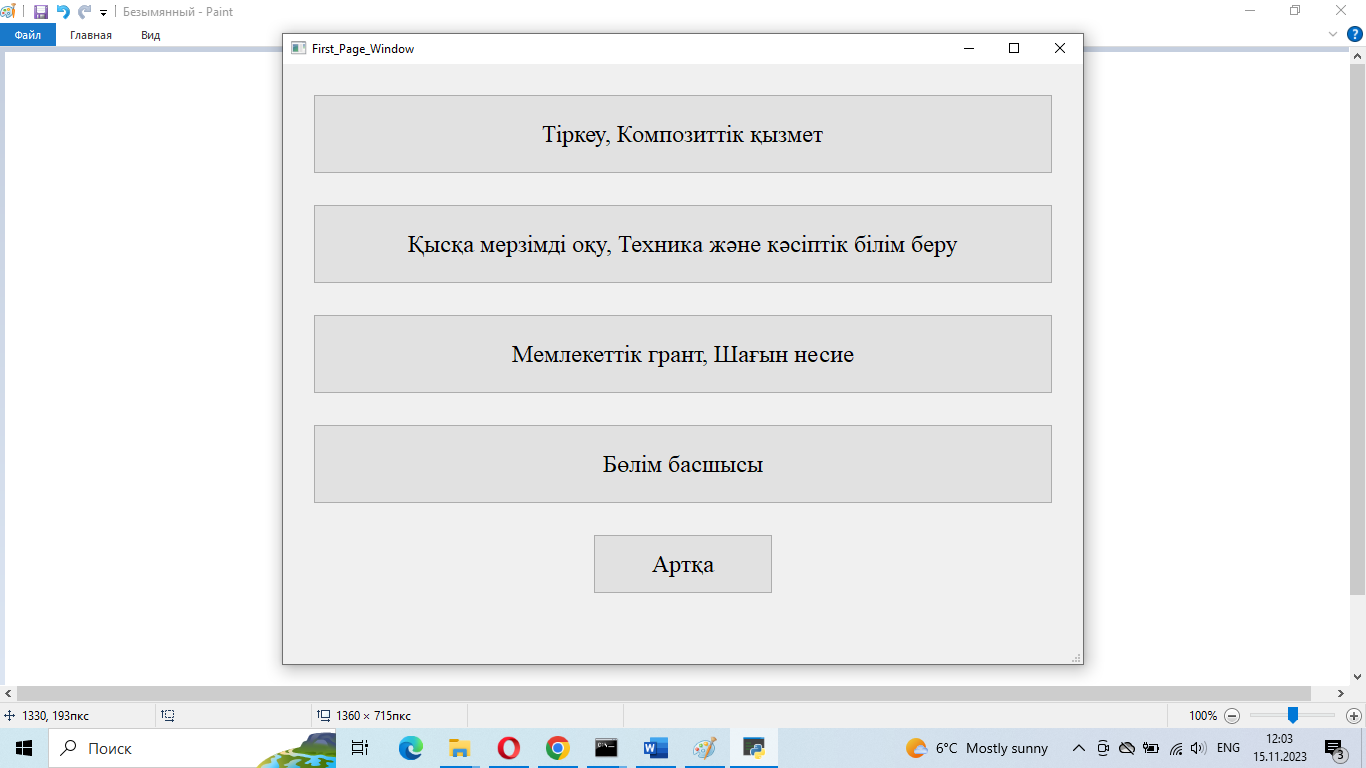 Безымянный - Paint
Файл Главная Вид
First_Page_Window
Тіркеу, Композиттік қызмет
Қысқа мерзімді оқу, Техника және кәсіптік білім беру
Мемлекеттік грант, Шағын несие
Бөлім басшысы
Артқа
1330, 193пкс 1360 × 715пкс 100%
Поиск 6°C Mostly sunny ENG 12:03
15.11.2023 3